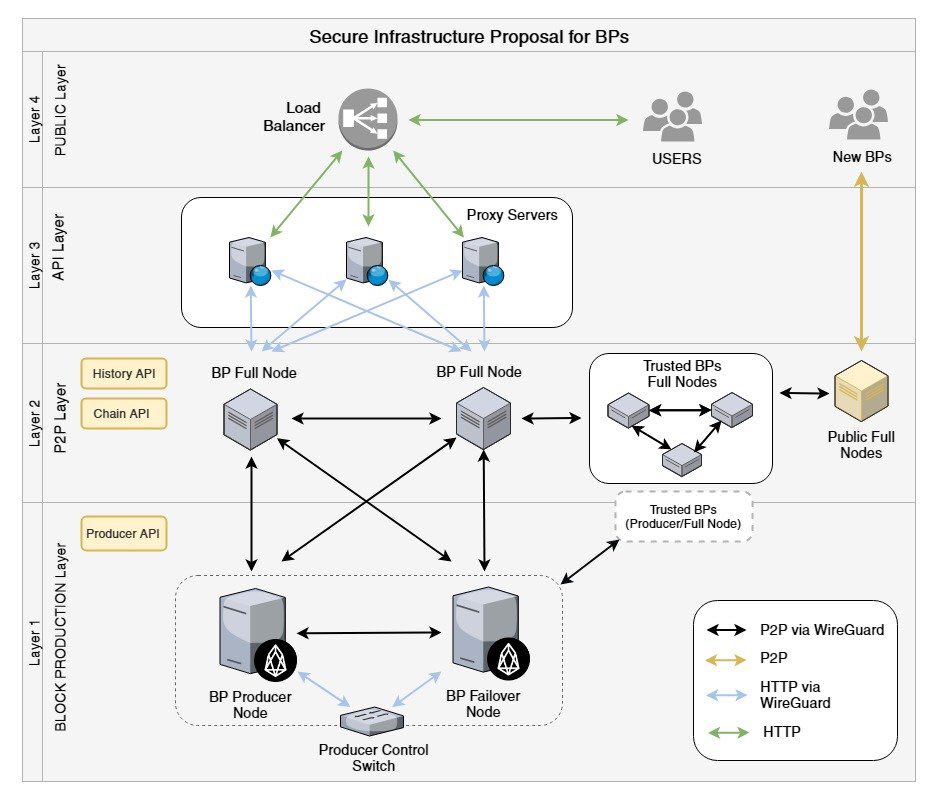 Secure Infrastructure Proposal for BPs
Layer 4
PUBLIC Layer
Load
Balancer
USERS
New BPs
Layer 3
API Layer
Proxy Servers
Layer 2
P2P Layer
History API
Chain API
BP Full Node
BP Full Node
Trusted BPs
Full Nodes
Public Full
Nodes
Layer 1
BLOCK PRODUCTION Layer
Producer API
Trusted BPs
(Producer/Full Node)
BP Producer
Node
BP Failover
Node
Producer Control
Switch
P2P via WireGuard
P2P
HTTP via
WireGuard
HTTP